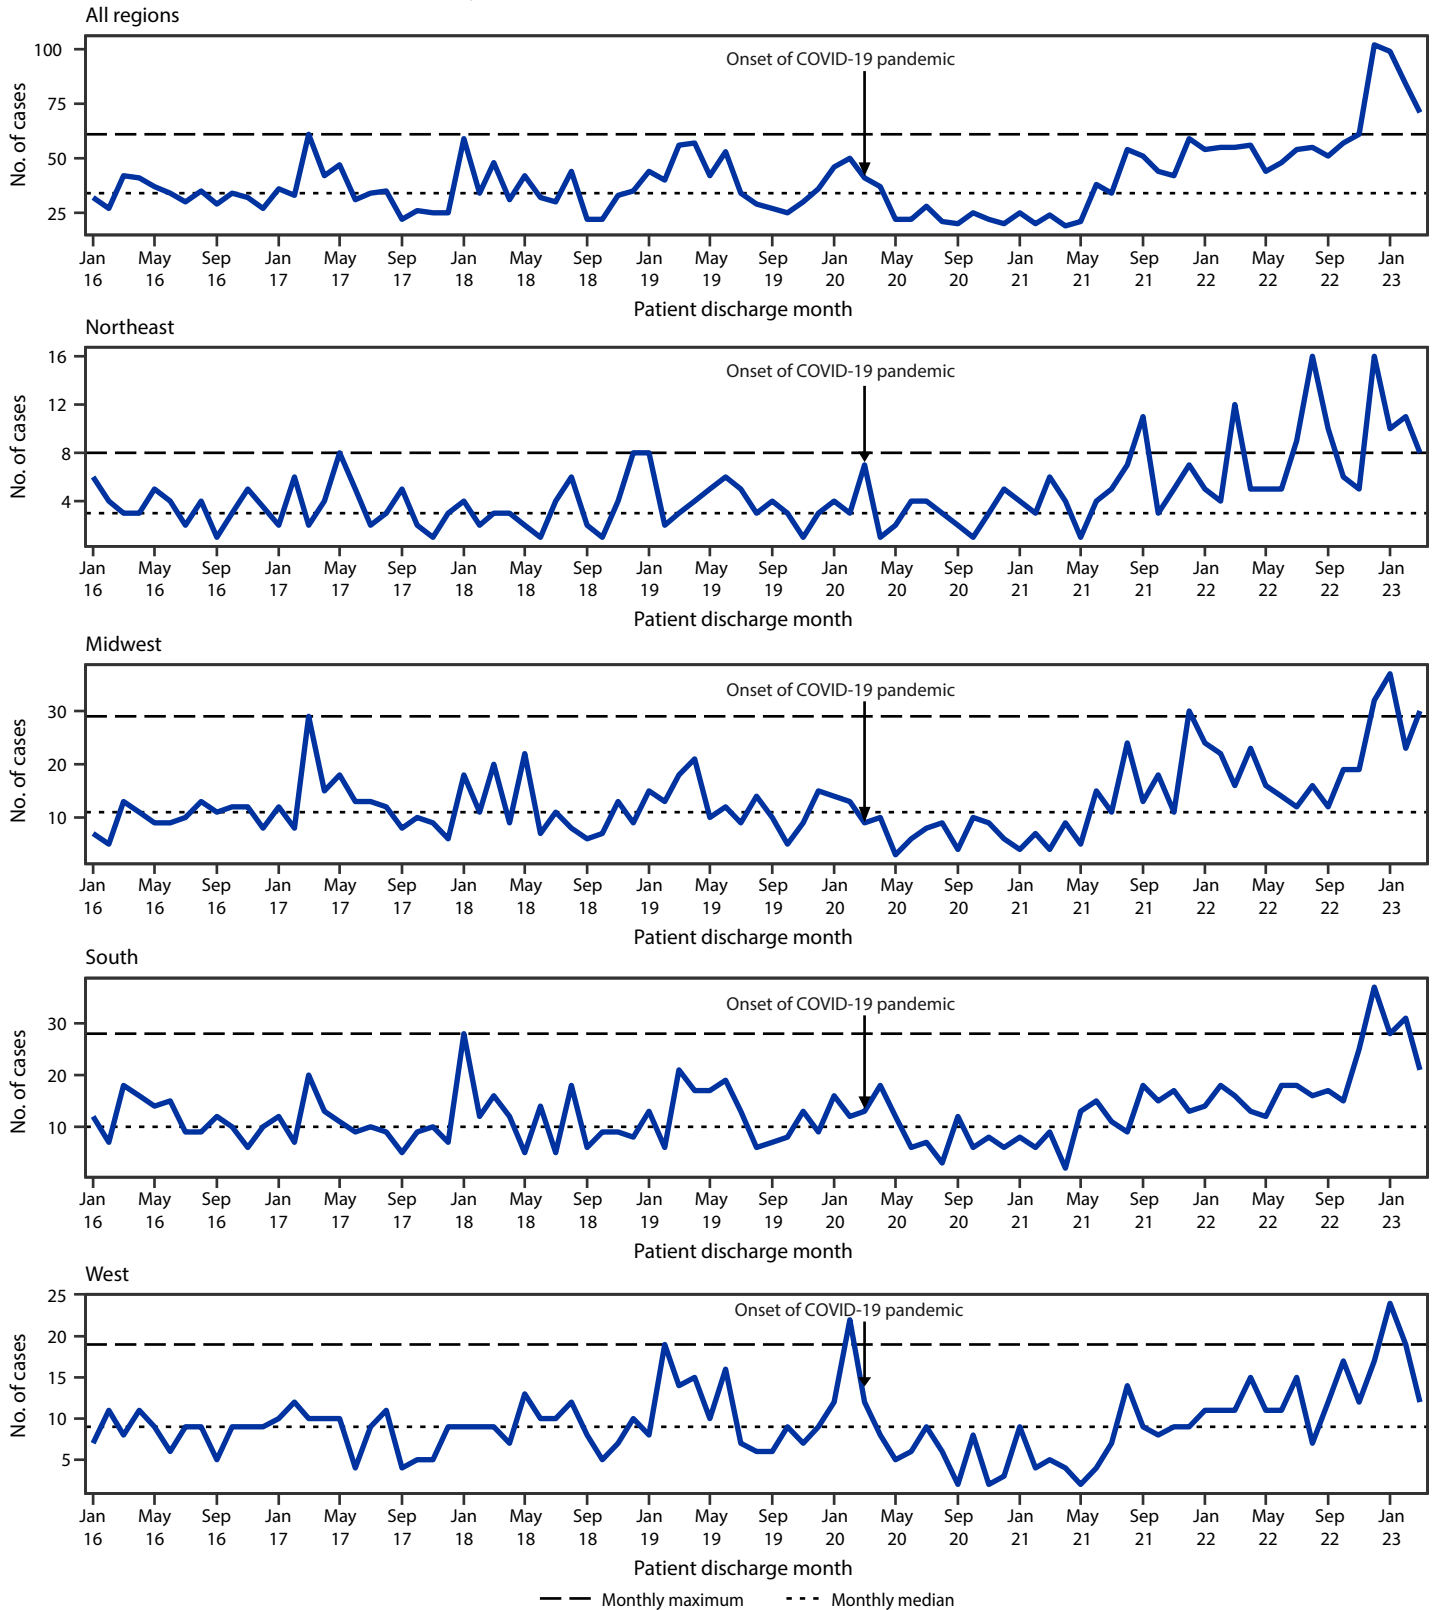 All regions
No. of cases
100
75
50
25
Onset of COVID-19 pandemic
Jan May Sep Jan May Sep Jan May Sep Jan May Sep Jan May Sep Jan May Sep Jan May Sep Jan
16 16 16 17 17 17 18 18 18 19 19 19 20 20 20 21 21 21 22 22 22 23
Patient discharge month
Northeast
No. of cases
16
12
8
4
Onset of COVID-19 pandemic
Jan May Sep Jan May Sep Jan May Sep Jan May Sep Jan May Sep Jan May Sep Jan May Sep Jan
16 16 16 17 17 17 18 18 18 19 19 19 20 20 20 21 21 21 22 22 22 23
Patient discharge month
Midwest
No. of cases
30
20
10
Onset of COVID-19 pandemic
Jan May Sep Jan May Sep Jan May Sep Jan May Sep Jan May Sep Jan May Sep Jan May Sep Jan
16 16 16 17 17 17 18 18 18 19 19 19 20 20 20 21 21 21 22 22 22 23
Patient discharge month
South
No. of cases
30
20
10
Onset of COVID-19 pandemic
Jan May Sep Jan May Sep Jan May Sep Jan May Sep Jan May Sep Jan May Sep Jan May Sep Jan
16 16 16 17 17 17 18 18 18 19 19 19 20 20 20 21 21 21 22 22 22 23
Patient discharge month
West
No. of cases
25
20
15
10
5
Onset of COVID-19 pandemic
Jan May Sep Jan May Sep Jan May Sep Jan May Sep Jan May Sep Jan May Sep Jan May Sep Jan
16 16 16 17 17 17 18 18 18 19 19 19 20 20 20 21 21 21 22 22 22 23
Patient discharge month
Monthly maximum Monthly median